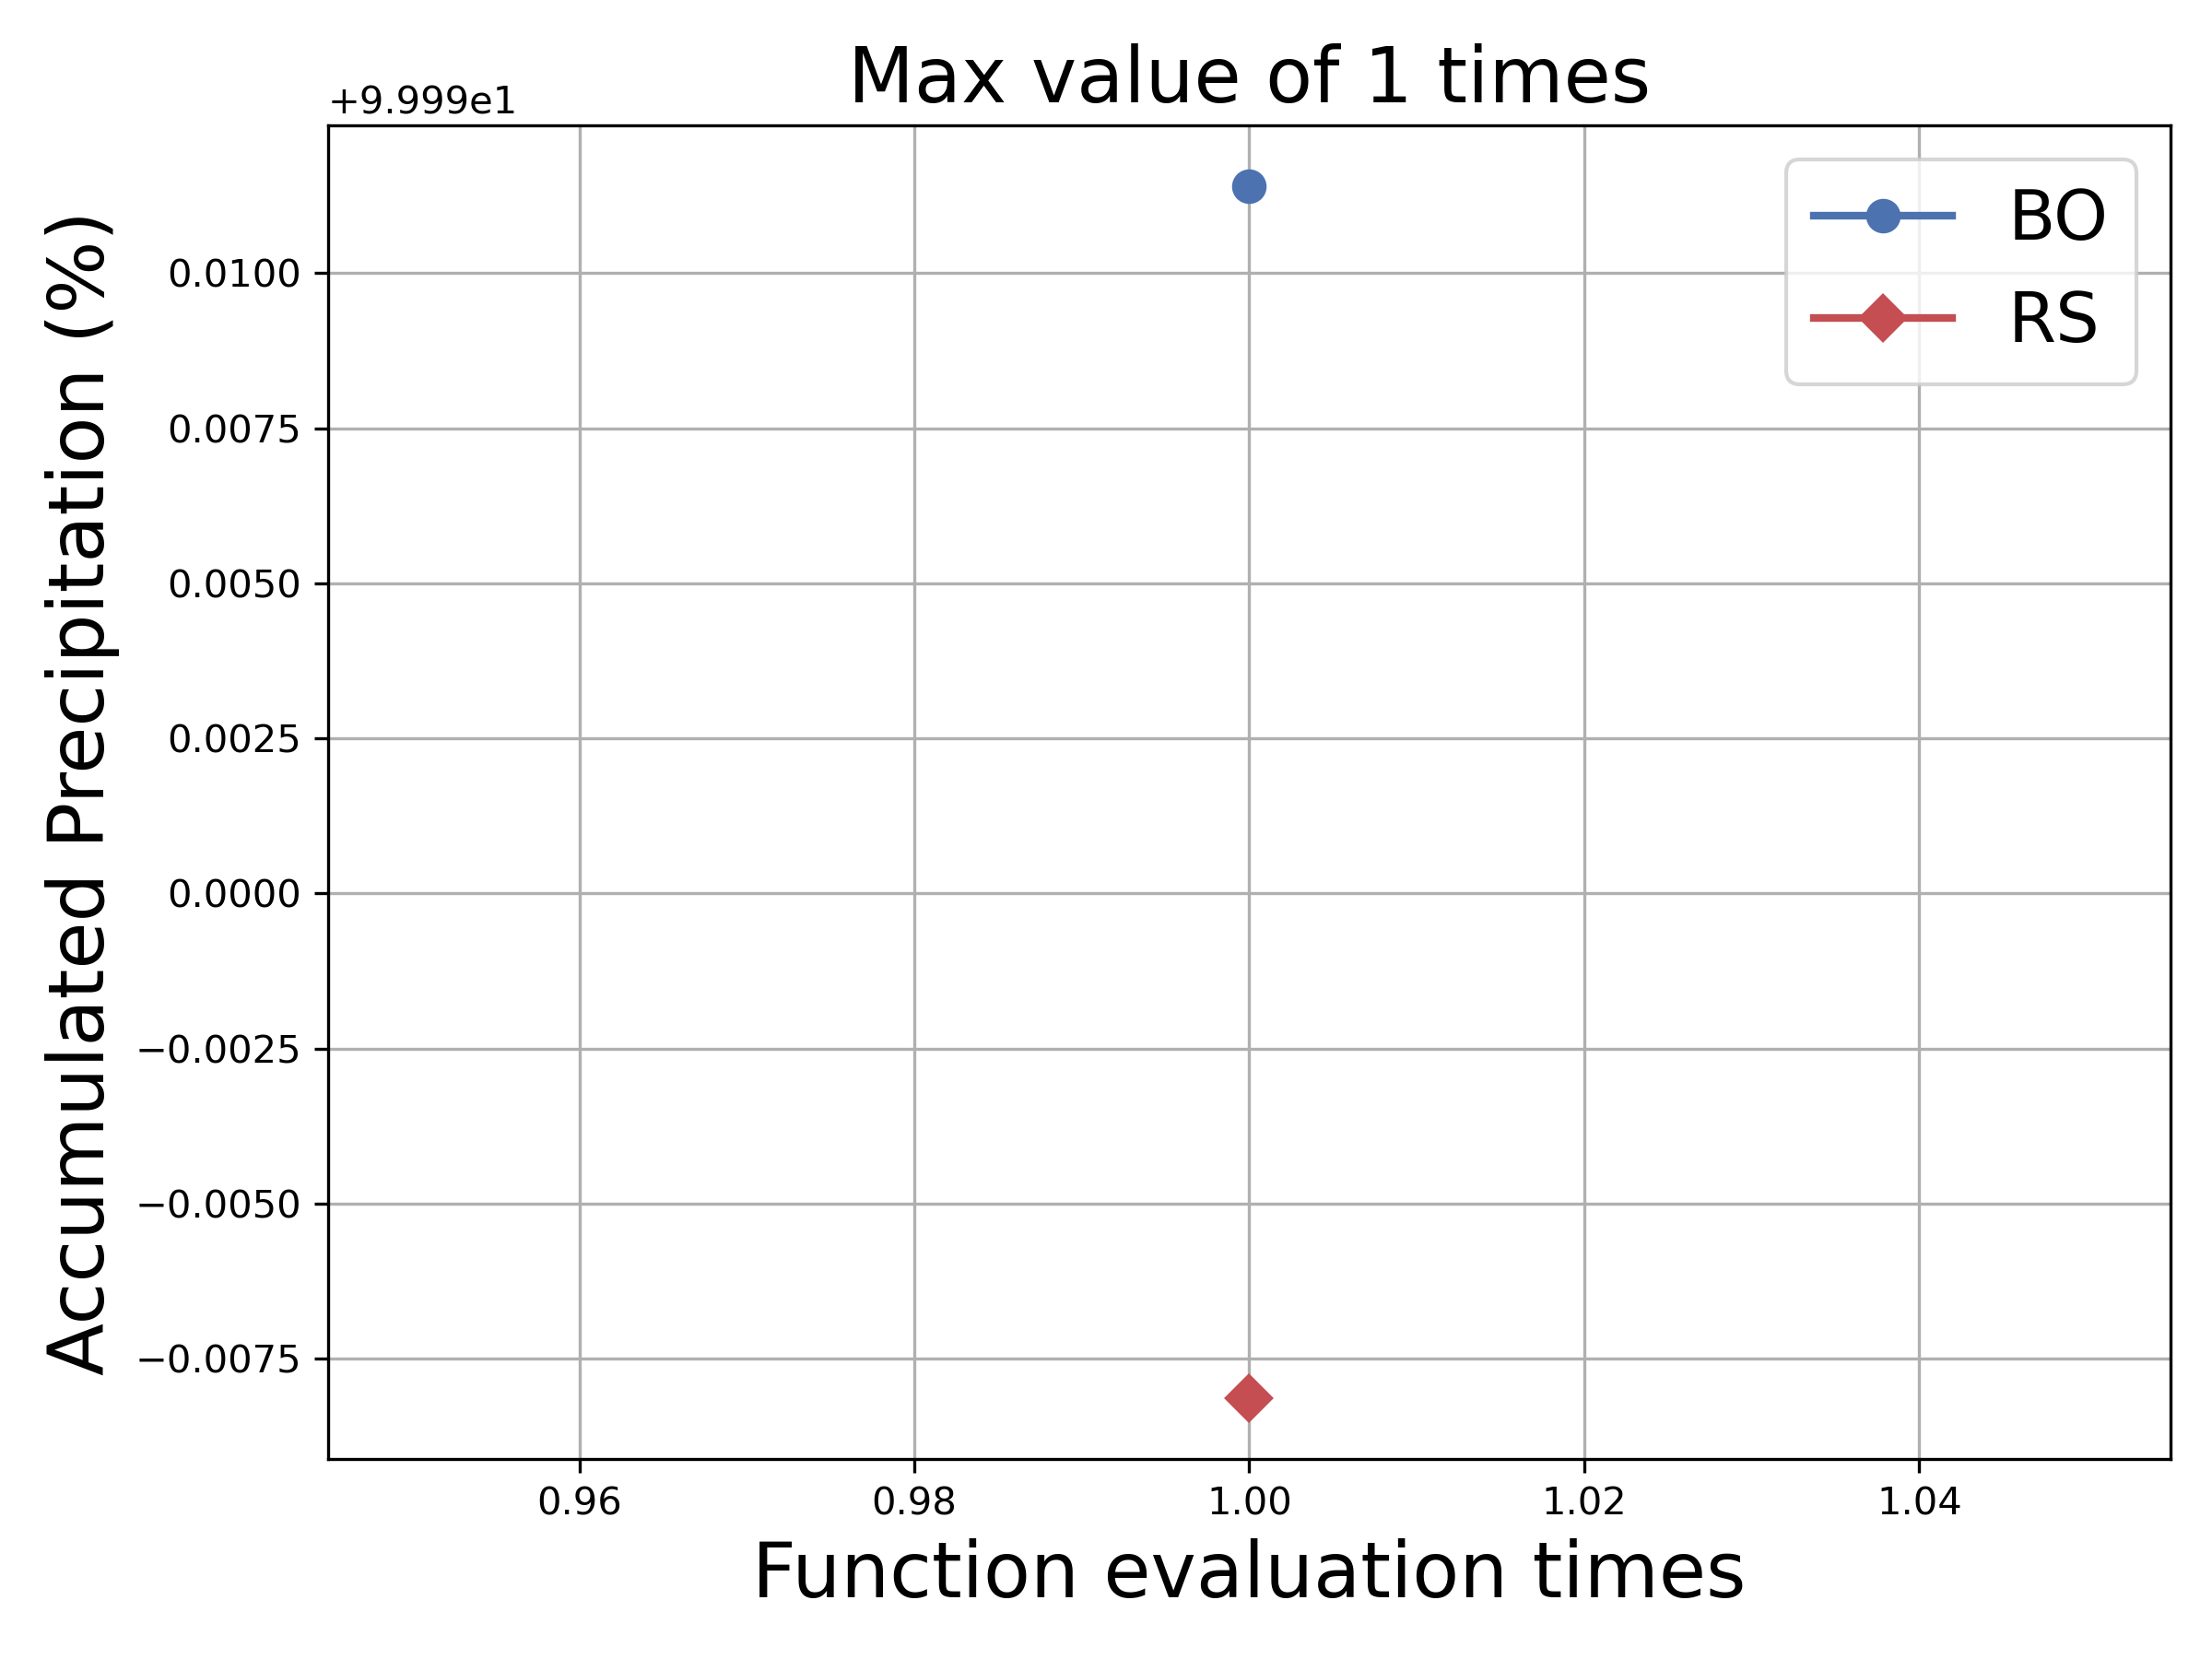 Max value of 1 times
+9.999e1
BO
RS
Accumulated Precipitation (%)
0.0100
0.0075
0.0050
0.0025
0.0000
−0.0025
−0.0050
−0.0075
0.96 0.98 1.00 1.02 1.04
Function evaluation times